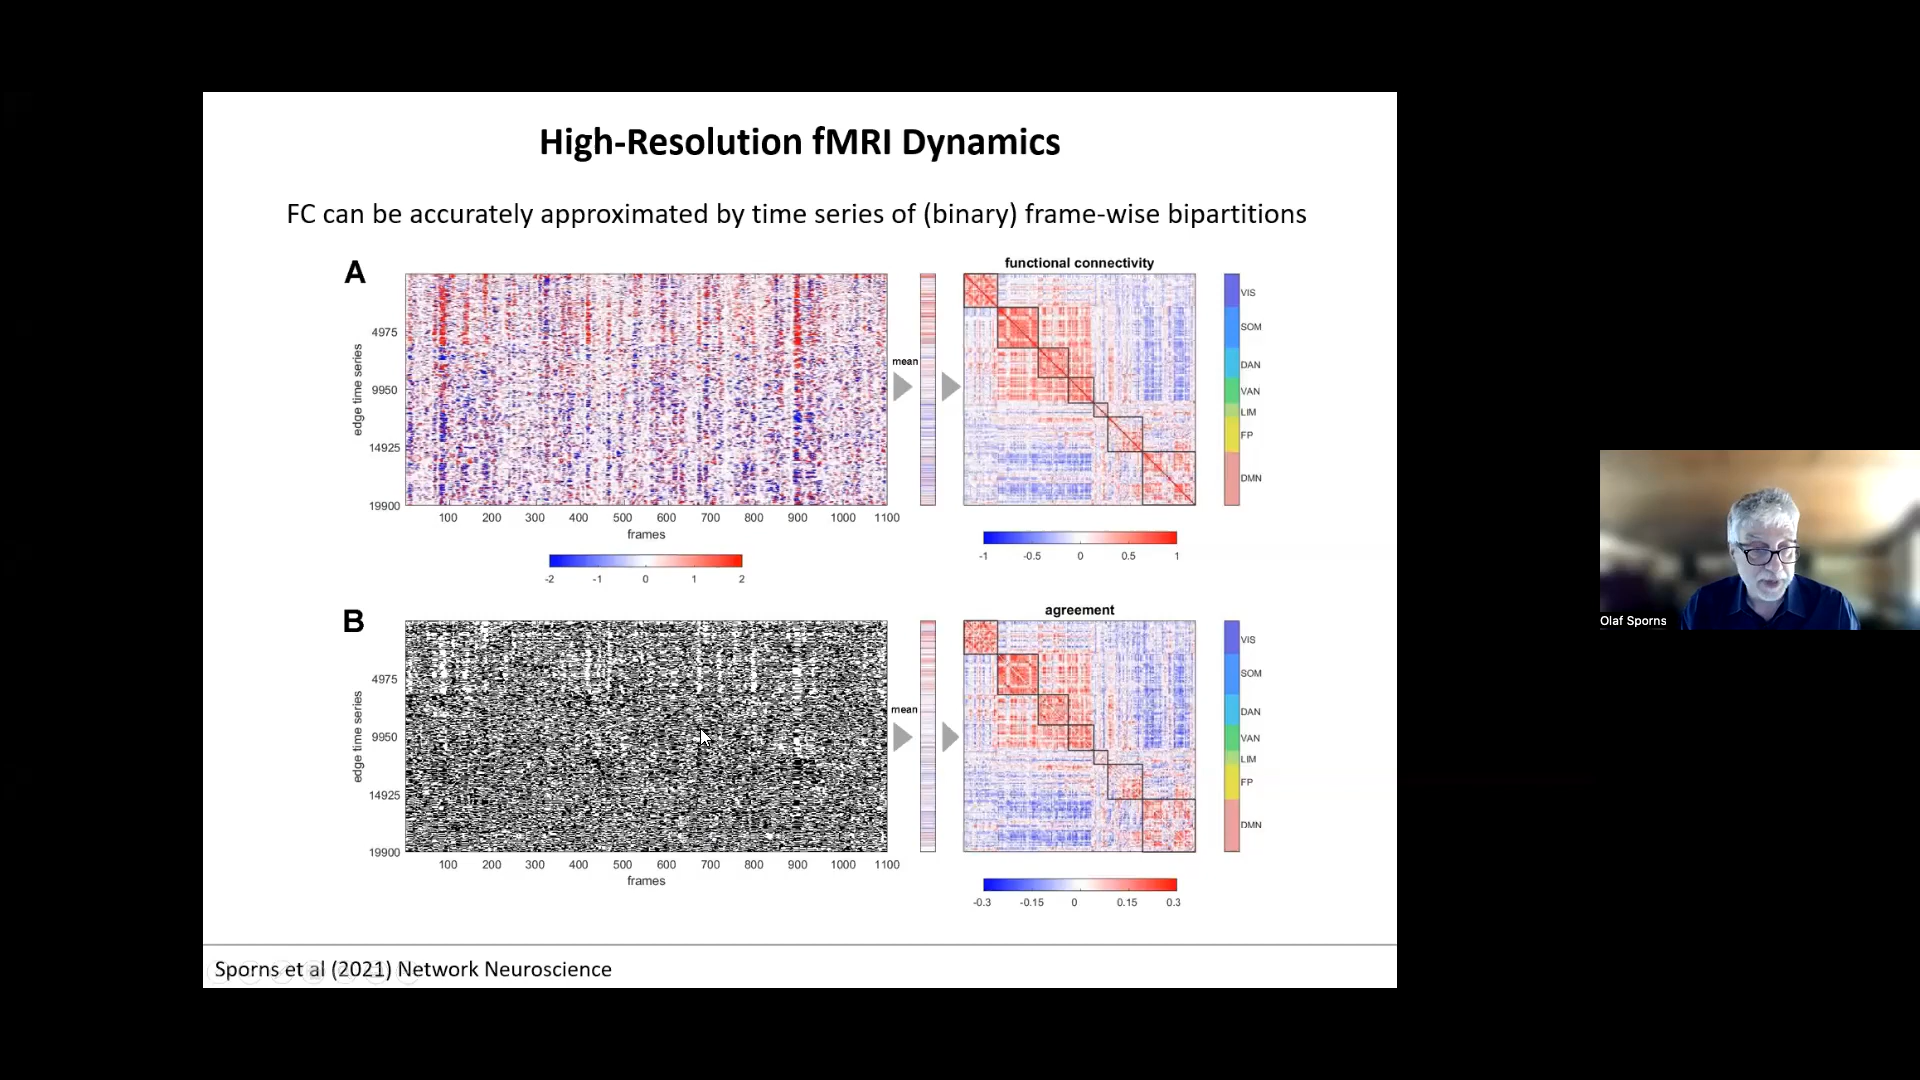 High-Resolution fMRI Dynamics
FC can be accurately approximated by time series of (binary) frame-wise bipartitions
A
edge time series
4975
9950
14925
19900
100 200 300 400 500 600 700 800 900 1000 1100
frames
-2 -1 0 1 2
mean
functional connectivity
VIS
SOM
DAN
VAN
LIM
FP
DMN
-1 -0.5 0 0.5 1
B
edge time series
4975
9950
14925
19900
100 200 300 400 500 600 700 800 900 1000 1100
frames
mean
agreement
VIS
SOM
DAN
VAN
LIM
FP
DMN
-0.3 -0.15 0 0.15 0.3
Sporns et al (2021) Network Neuroscience
Olaf Sporns